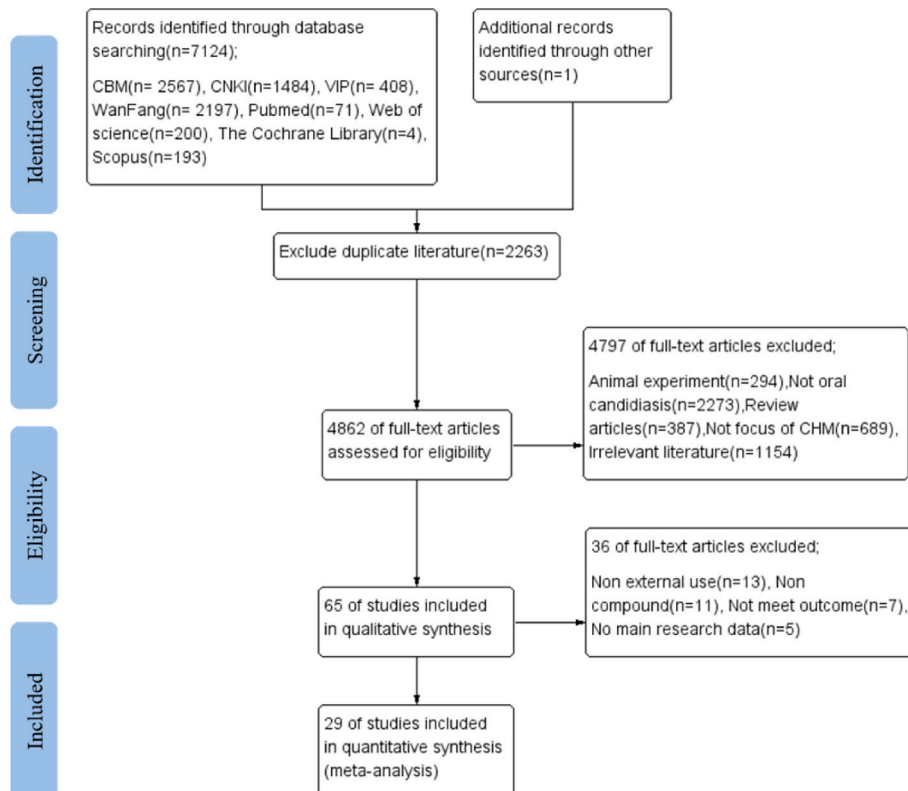 Identification
Records identified through database
searching(n=7124);
CBM(n= 2567), CNKI(n=1484), VIP(n= 408),
WanFang(n= 2197), Pubmed(n=71), Web of
science(n=200), The Cochrane Library(n=4),
Scopus(n=193)
Additional records
identified through other
sources(n=1)
Screening
Exclude duplicate literature(n=2263)
4797 of full-text articles excluded;
Animal experiment(n=294),Not oral
candidiasis(n=2273),Review
articles(n=387),Not focus of CHM(n=689),
Irrelevant literature(n=1154)
4862 of full-text articles
assessed for eligibility
Eligibility
36 of full-text articles excluded;
Non external use(n=13), Non
compound(n=11), Not meet outcome(n=7),
No main research data(n=5)
65 of studies included
in qualitative synthesis
Included
29 of studies included
in quantitative synthesis
(meta-analysis)